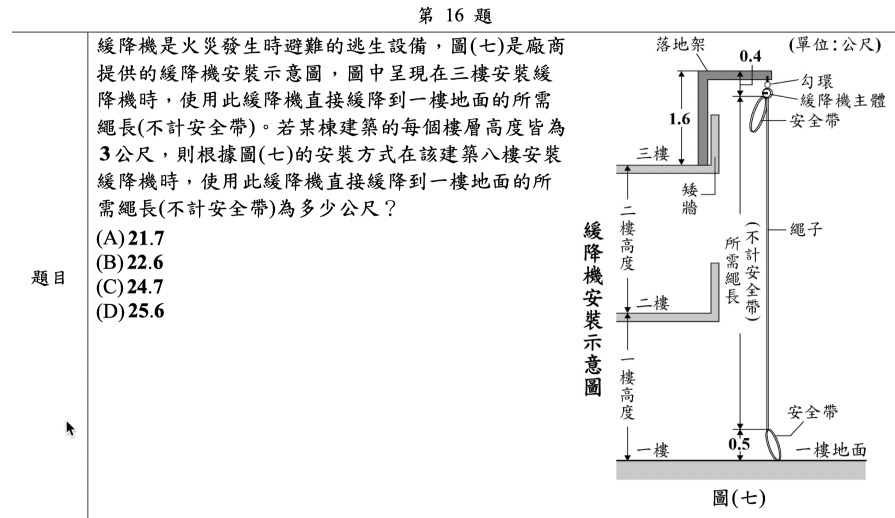 第 16 題
題目
緩降機是火災發生時避難的逃生設備，圖(七)是廠商
提供的緩降機安裝示意圖，圖中呈現在三樓安裝緩
降機時，使用此緩降機直接緩降到一樓地面的所需
繩長(不計安全帶)。若某棟建築的每個樓層高度皆為
3公尺，則根據圖(七)的安裝方式在該建築八樓安裝
緩降機時，使用此緩降機直接緩降到一樓地面的所
需繩長(不計安全帶)為多少公尺？
(A) 21.7
(B) 22.6
(C) 24.7
(D) 25.6
緩降機安裝示意圖
落地架
0.4
(單位：公尺)
勾環
緩降機主體
安全帶
1.6
三樓
矮牆
二樓高度
所需繩長
(不計安全帶)
繩子
二樓
一樓高度
安全帶
0.5
一樓
一樓地面
圖(七)